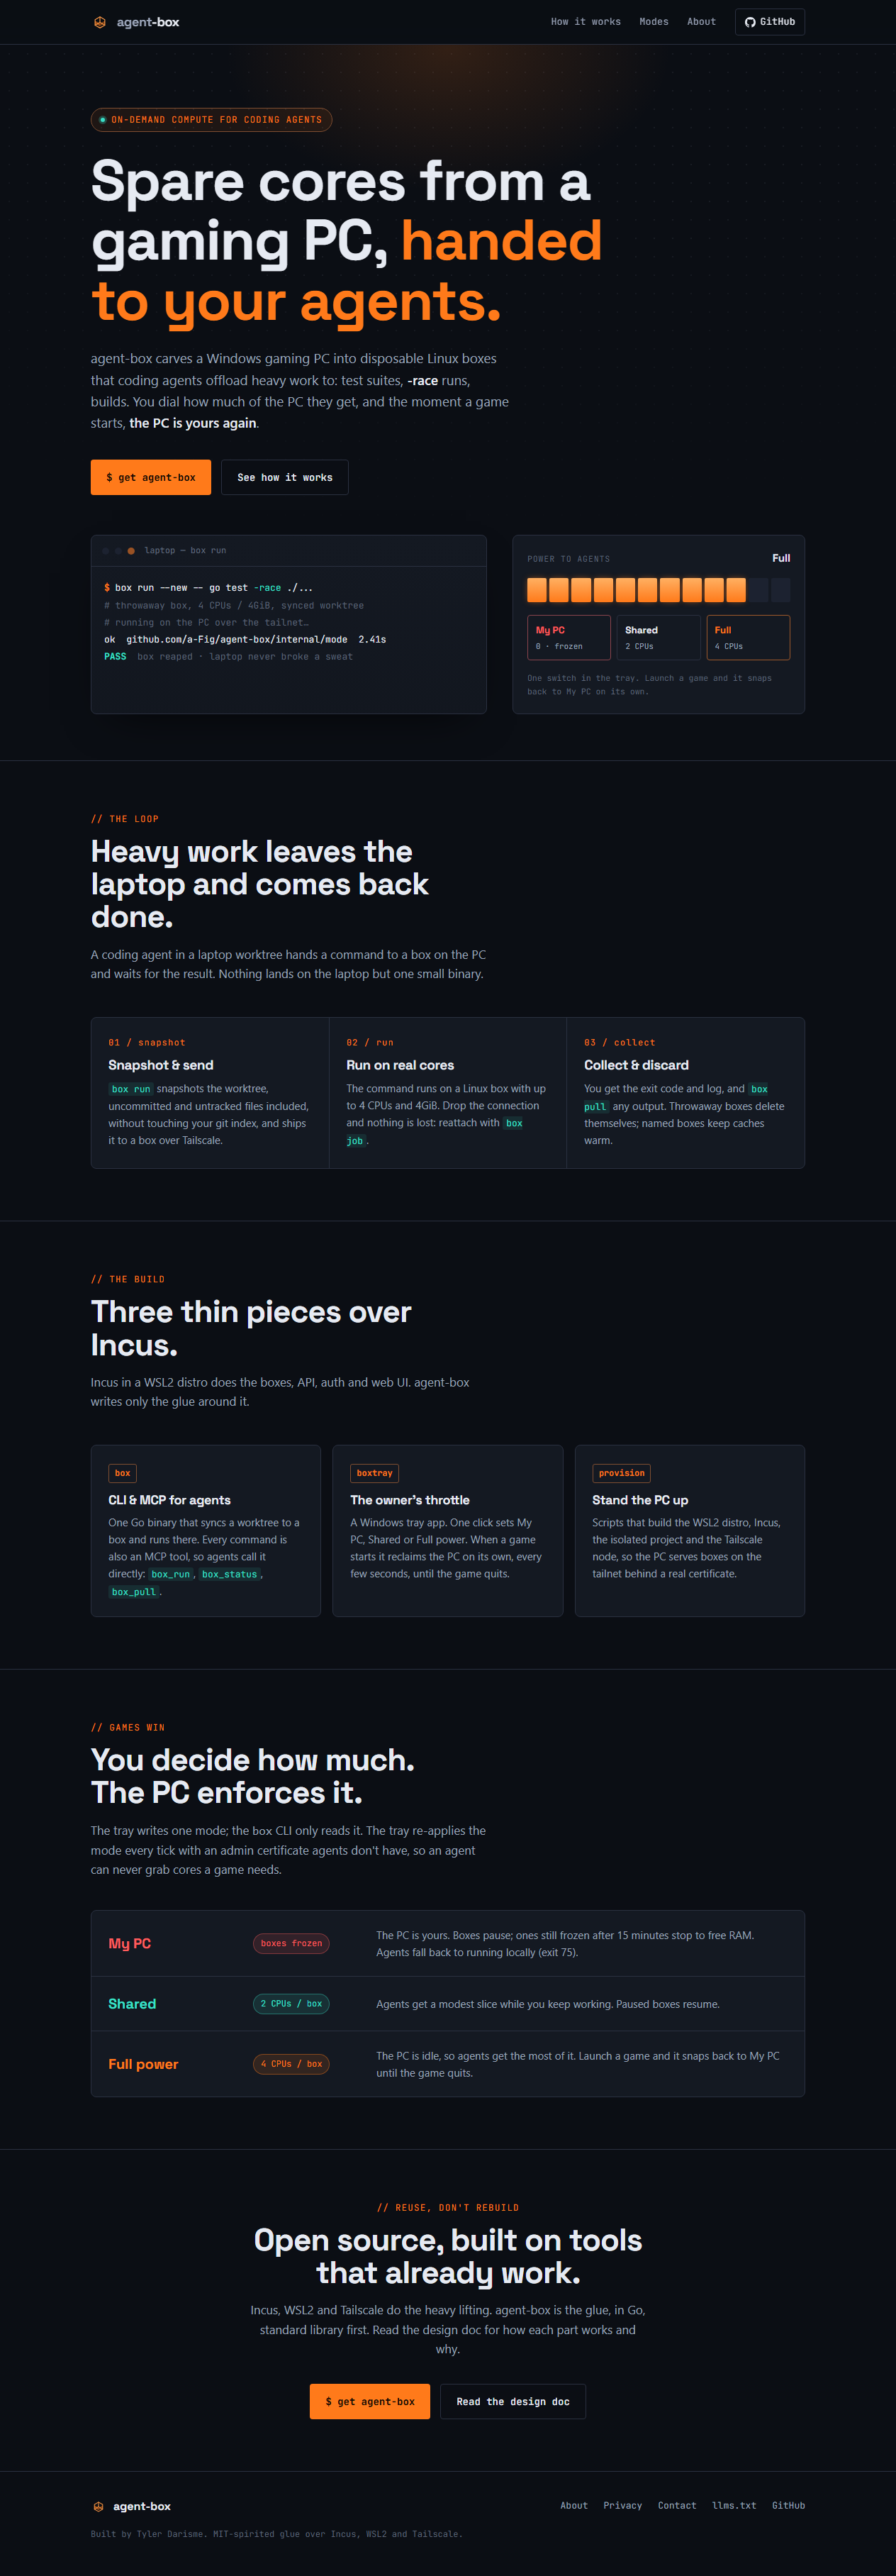 agent-box
How it works Modes About GitHub
ON-DEMAND COMPUTE FOR CODING AGENTS
Spare cores from a
gaming PC, handed
to your agents.
agent-box carves a Windows gaming PC into disposable Linux boxes
that coding agents offload heavy work to: test suites, -race runs,
builds. You dial how much of the PC they get, and the moment a game
starts, the PC is yours again.
$ get agent-box
See how it works
laptop — box run
$ box run --new -- go test -race ./...
# throwaway box, 4 CPUs / 4GiB, synced worktree
# running on the PC over the tailnet…
ok github.com/a-Fig/agent-box/internal/mode 2.41s
PASS box reaped · laptop never broke a sweat
POWER TO AGENTS Full
My PC
0 · frozen
Shared
2 CPUs
Full
4 CPUs
One switch in the tray. Launch a game and it snaps
back to My PC on its own.
// THE LOOP
Heavy work leaves the
laptop and comes back
done.
A coding agent in a laptop worktree hands a command to a box on the PC
and waits for the result. Nothing lands on the laptop but one small binary.
01 / snapshot
Snapshot & send
box run snapshots the worktree,
uncommitted and untracked files included,
without touching your git index, and ships
it to a box over Tailscale.
02 / run
Run on real cores
The command runs on a Linux box with up
to 4 CPUs and 4GiB. Drop the connection
and nothing is lost: reattach with box
job.
03 / collect
Collect & discard
You get the exit code and log, and box
pull any output. Throwaway boxes delete
themselves; named boxes keep caches
warm.
// THE BUILD
Three thin pieces over
Incus.
Incus in a WSL2 distro does the boxes, API, auth and web UI. agent-box
writes only the glue around it.
box
CLI & MCP for agents
One Go binary that syncs a worktree to a
box and runs there. Every command is
also an MCP tool, so agents call it
directly: box_run, box_status,
box_pull.
boxtray
The owner’s throttle
A Windows tray app. One click sets My
PC, Shared or Full power. When a game
starts it reclaims the PC on its own, every
few seconds, until the game quits.
provision
Stand the PC up
Scripts that build the WSL2 distro, Incus,
the isolated project and the Tailscale
node, so the PC serves boxes on the
tailnet behind a real certificate.
// GAMES WIN
You decide how much.
The PC enforces it.
The tray writes one mode; the box CLI only reads it. The tray re-applies the
mode every tick with an admin certificate agents don't have, so an agent
can never grab cores a game needs.
My PC
boxes frozen
The PC is yours. Boxes pause; ones still frozen after 15 minutes stop to free RAM.
Agents fall back to running locally (exit 75).
Shared
2 CPUs / box
Agents get a modest slice while you keep working. Paused boxes resume.
Full power
4 CPUs / box
The PC is idle, so agents get the most of it. Launch a game and it snaps back to My PC
until the game quits.
// REUSE, DON'T REBUILD
Open source, built on tools
that already work.
Incus, WSL2 and Tailscale do the heavy lifting. agent-box is the glue, in Go,
standard library first. Read the design doc for how each part works and
why.
$ get agent-box
Read the design doc
agent-box
About Privacy Contact llms.txt GitHub
Built by Tyler Darisme. MIT-spirited glue over Incus, WSL2 and Tailscale.